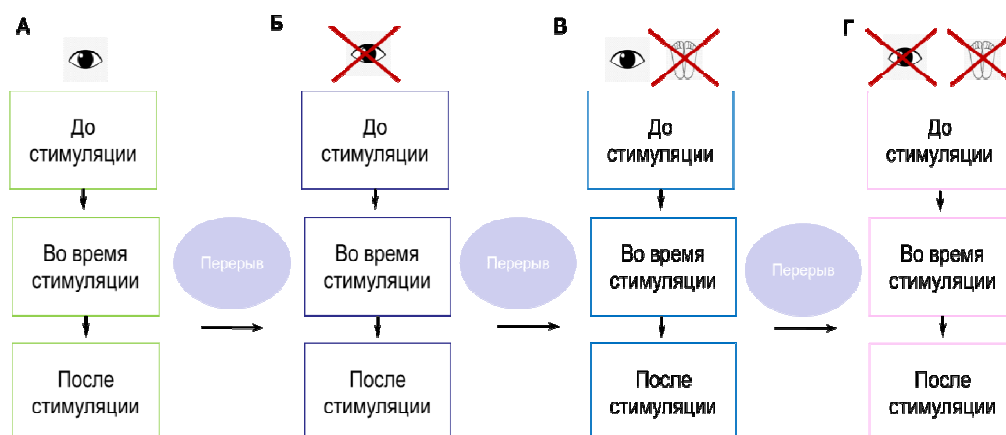 А
Б
В
Г
До
стимуляции
До
стимуляции
До
стимуляции
До
стимуляции
Во время
стимуляции
Перерыв
Во время
стимуляции
Перерыв
Во время
стимуляции
Перерыв
Во время
стимуляции
После
стимуляции
После
стимуляции
После
стимуляции
После
стимуляции